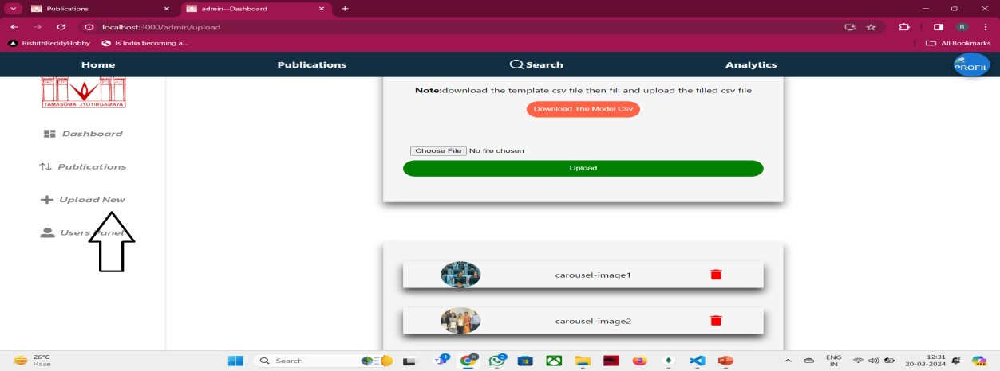 Publications
admin--Dashboard
localhost:3000/admin/upload
RishithReddyHobby
Is India becoming a...
All Bookmarks
Home
Publications
Search
Analytics
PROFIL
TAMASOMA JYOTIRGAMAYA
Note:download the template csv file then fill and upload the filled csv file
Download The Model Csv
Dashboard
Publications
Upload New
Users Panel
Choose File No file chosen
Upload
carousel-image1
carousel-image2
26°C
Haze
Search
ENG
IN
12:31
20-03-2024